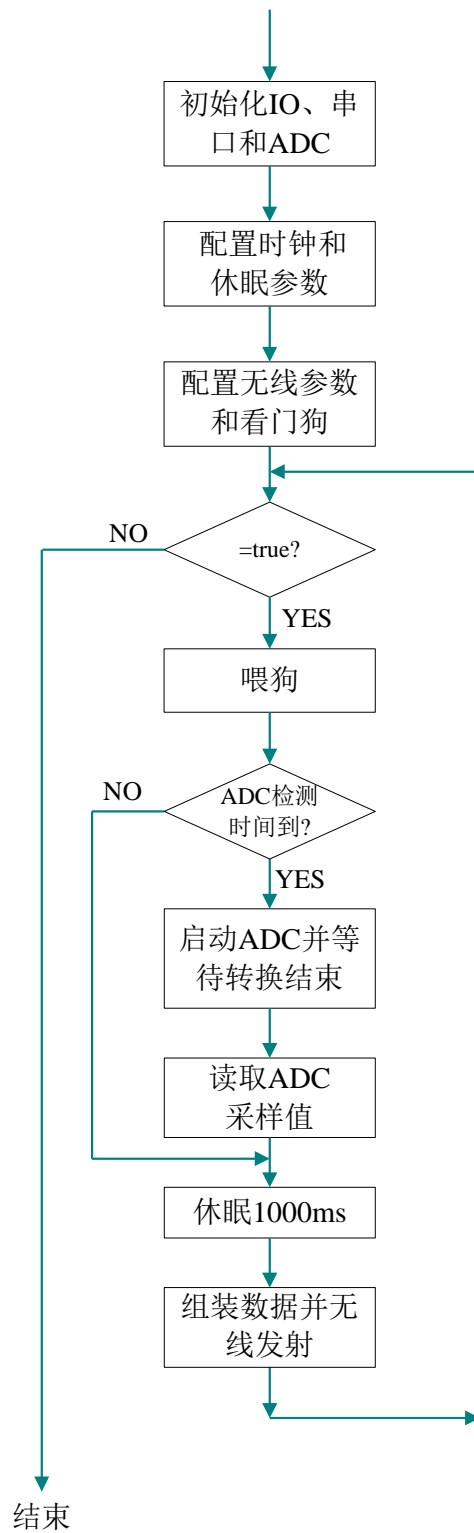 初始化IO、串
口和ADC
配置时钟和
休眠参数
配置无线参数
和看门狗
NO
=true?
YES
喂狗
NO
ADC检测
时间到?
YES
启动ADC并等
待转换结束
读取ADC
采样值
休眠1000ms
组装数据并无
线发射
结束